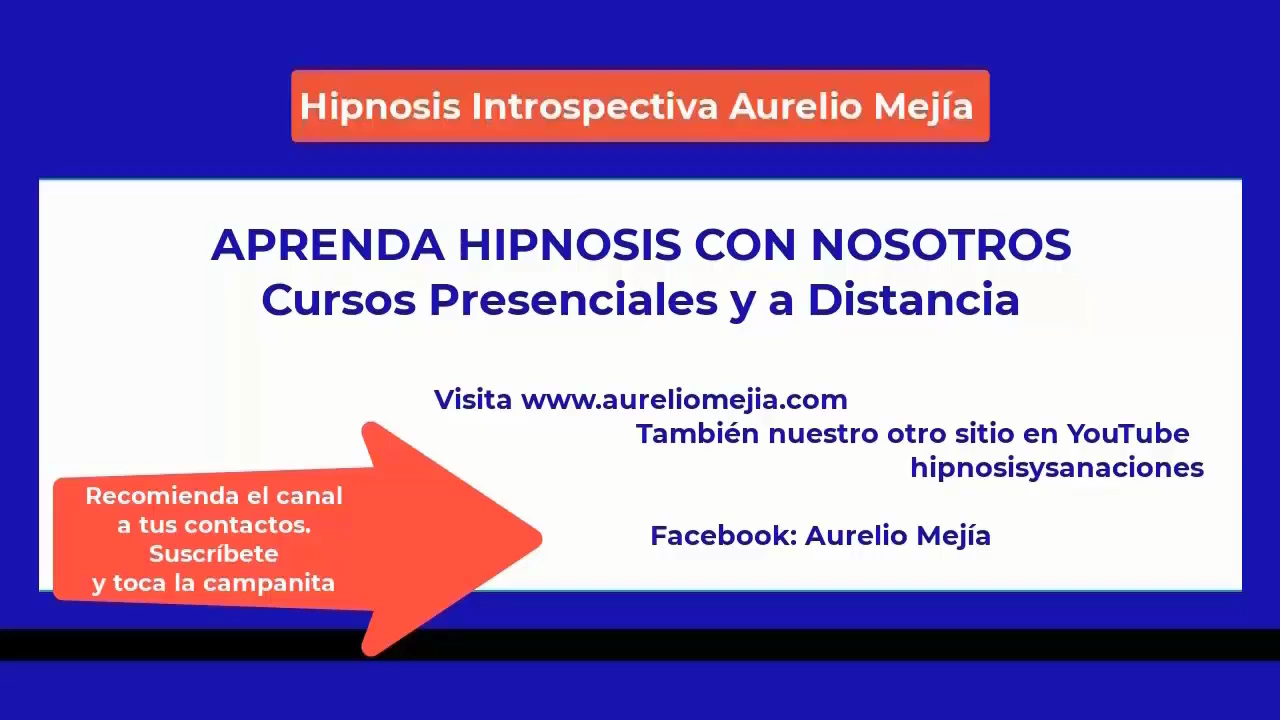 Hipnosis Introspectiva Aurelio Mejía
APRENDA HIPNOSIS CON NOSOTROS
Cursos Presenciales y a Distancia
Visita www.aureliomejia.com
También nuestro otro sitio en YouTube
hipnosisysanaciones
Facebook: Aurelio Mejía
Recomienda el canal
a tus contactos.
Suscríbete
y toca la campanita